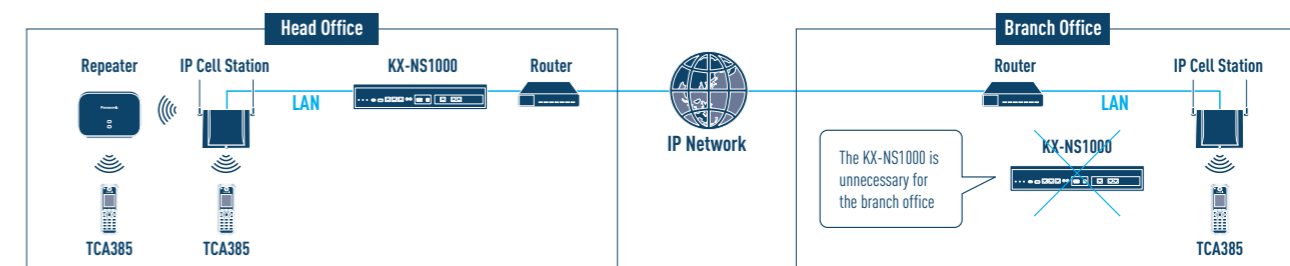 Head Office
Branch Office
Repeater
IP Cell Station
KX-NS1000
Router
LAN
TCA385
TCA385
IP Network
Router
IP Cell Station
LAN
KX-NS1000
The KX-NS1000 is
unnecessary for
the branch office
TCA385